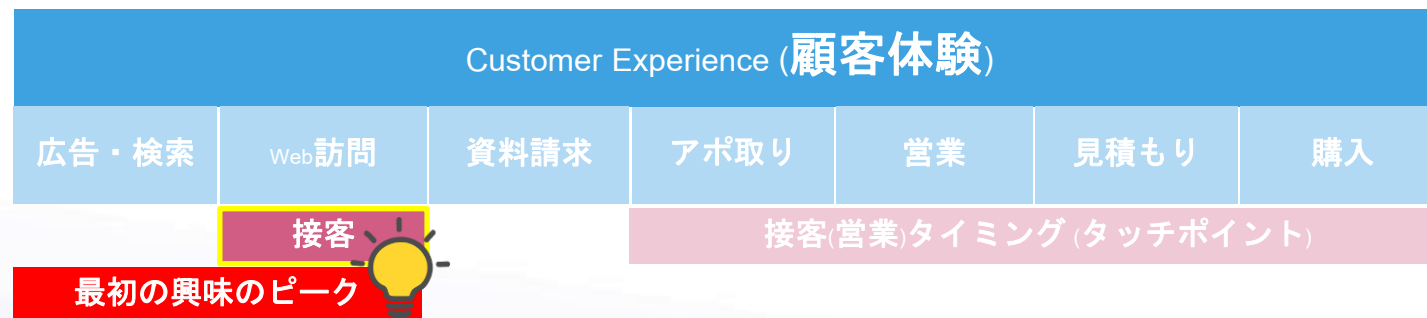 Customer Experience (顧客体験)
広告・検索 Web訪問 資料請求 アポ取り 営業 見積もり 購入
接客 接客(営業)タイミング (タッチポイント)
最初の興味のピーク